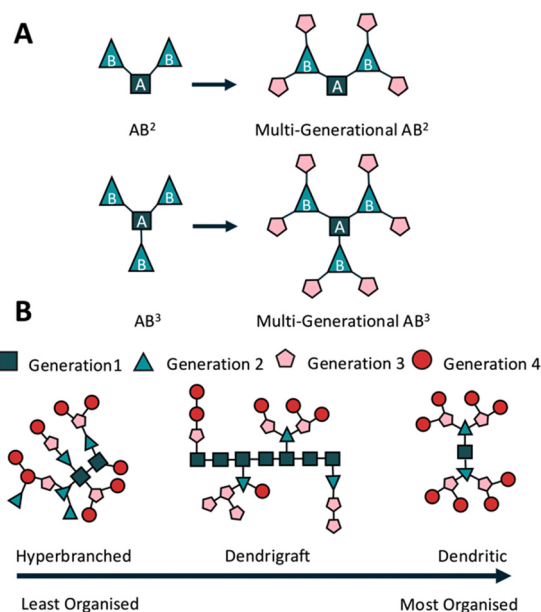 A
B B B B
A A
AB² Multi-Generational AB²
B B B B
A A
B B
AB³ Multi-Generational AB³
B
Generation1 Generation 2 Generation 3 Generation 4
Hyperbranched Dendrigraft Dendritic
Least Organised Most Organised